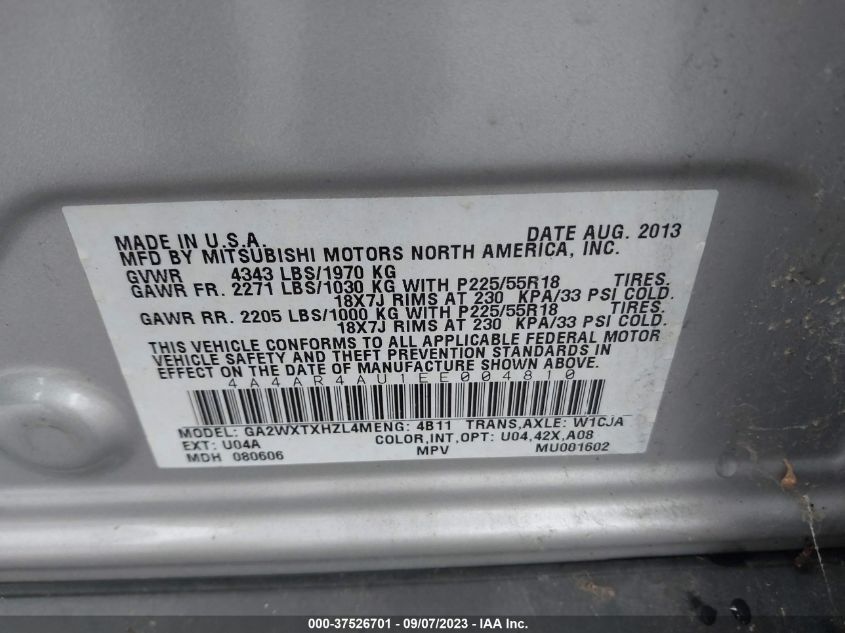 MADE IN U.S.A. DATE AUG. 2013
MFD BY MITSUBISHI MOTORS NORTH AMERICA, INC.
GVWR 4343 LBS/1970 KG
GAWR FR. 2271 LBS/1030 KG WITH P225/55R18 TIRES.
18X7J RIMS AT 230 KPA/33 PSI COLD.
GAWR RR. 2205 LBS/1000 KG WITH P225/55R18 TIRES.
18X7J RIMS AT 230 KPA/33 PSI COLD.
THIS VEHICLE CONFORMS TO ALL APPLICABLE FEDERAL MOTOR
VEHICLE SAFETY AND THEFT PREVENTION STANDARDS IN
EFFECT ON THE DATE OF MANUFACTURE SHOWN ABOVE.
4A4AR4AU1EE004810
MODEL: GA2WXTXHZL4MENG: 4B11 TRANS,AXLE: W1CJA
EXT: U04A COLOR,INT,OPT: U04,42X,A08
MDH 080606 MPV MU001602
000-37526701 - 09/07/2023 - IAA Inc.